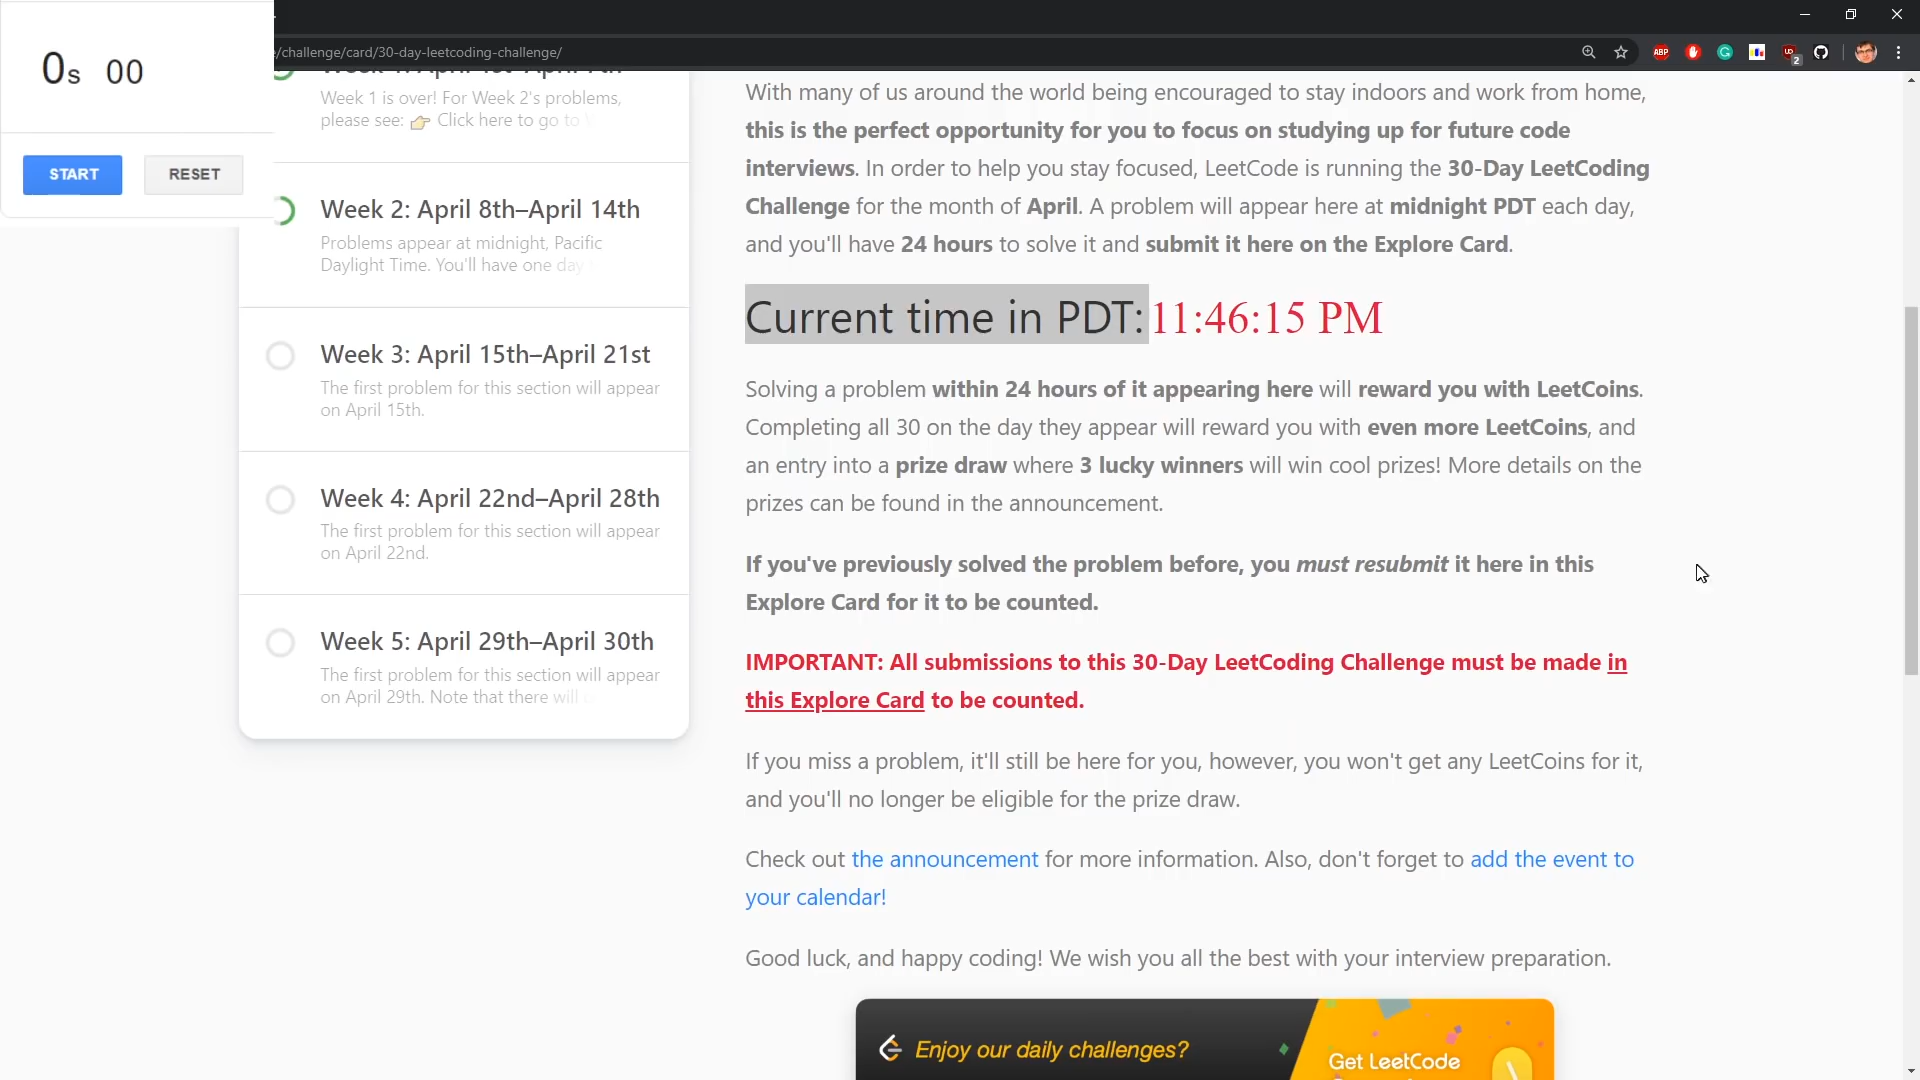 0s 00
START RESET
/challenge/card/30-day-leetcoding-challenge/
2
Week 1 is over! For Week 2's problems,
please see: 👉 Click here to go to
Week 2: April 8th–April 14th
Problems appear at midnight, Pacific
Daylight Time. You'll have one day
Week 3: April 15th–April 21st
The first problem for this section will appear
on April 15th.
Week 4: April 22nd–April 28th
The first problem for this section will appear
on April 22nd.
Week 5: April 29th–April 30th
The first problem for this section will appear
on April 29th. Note that there will
With many of us around the world being encouraged to stay indoors and work from home,
this is the perfect opportunity for you to focus on studying up for future code
interviews. In order to help you stay focused, LeetCode is running the 30-Day LeetCoding
Challenge for the month of April. A problem will appear here at midnight PDT each day,
and you'll have 24 hours to solve it and submit it here on the Explore Card.
Current time in PDT: 11:46:15 PM
Solving a problem within 24 hours of it appearing here will reward you with LeetCoins.
Completing all 30 on the day they appear will reward you with even more LeetCoins, and
an entry into a prize draw where 3 lucky winners will win cool prizes! More details on the
prizes can be found in the announcement.
If you've previously solved the problem before, you must resubmit it here in this
Explore Card for it to be counted.
IMPORTANT: All submissions to this 30-Day LeetCoding Challenge must be made in
this Explore Card to be counted.
If you miss a problem, it'll still be here for you, however, you won't get any LeetCoins for it,
and you'll no longer be eligible for the prize draw.
Check out the announcement for more information. Also, don't forget to add the event to
your calendar!
Good luck, and happy coding! We wish you all the best with your interview preparation.
Enjoy our daily challenges?
Get LeetCode